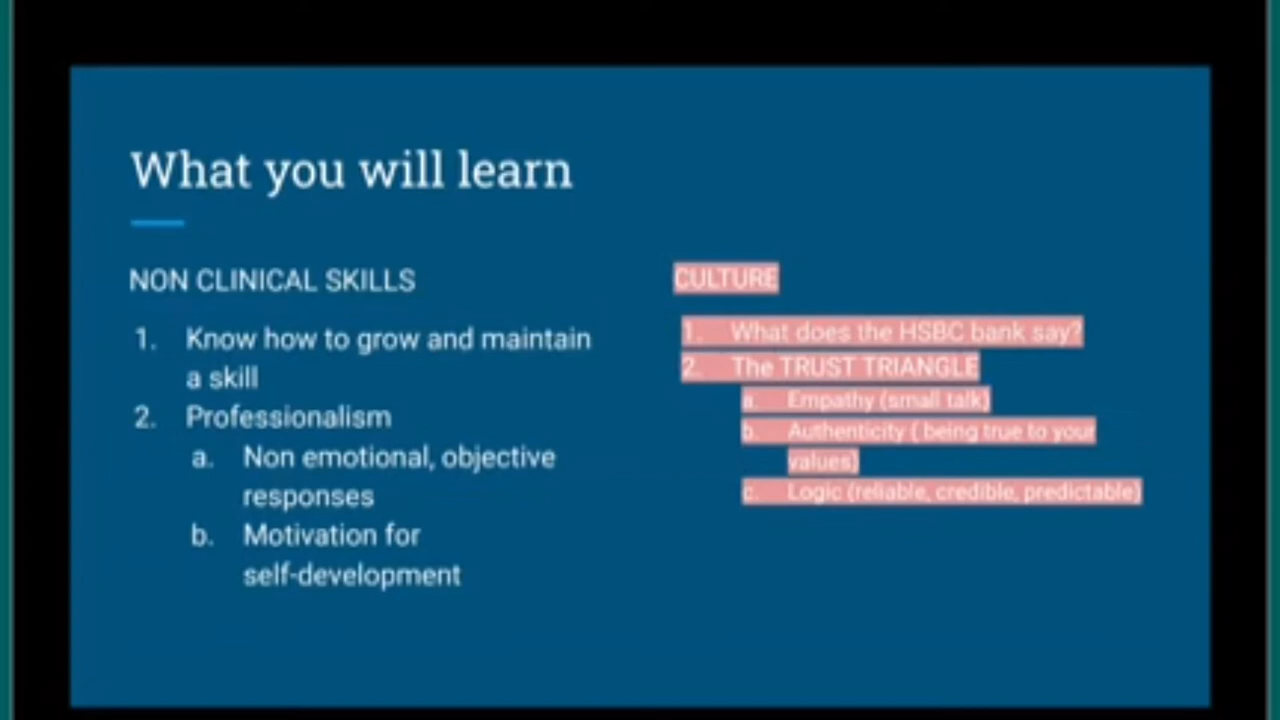 What you will learn
NON CLINICAL SKILLS
1. Know how to grow and maintain
a skill
2. Professionalism
a. Non emotional, objective
responses
b. Motivation for
self-development
CULTURE
1. What does the HSBC bank say?
2. The TRUST TRIANGLE
a. Empathy (small talk)
b. Authenticity ( being true to your
values)
c. Logic (reliable, credible, predictable)